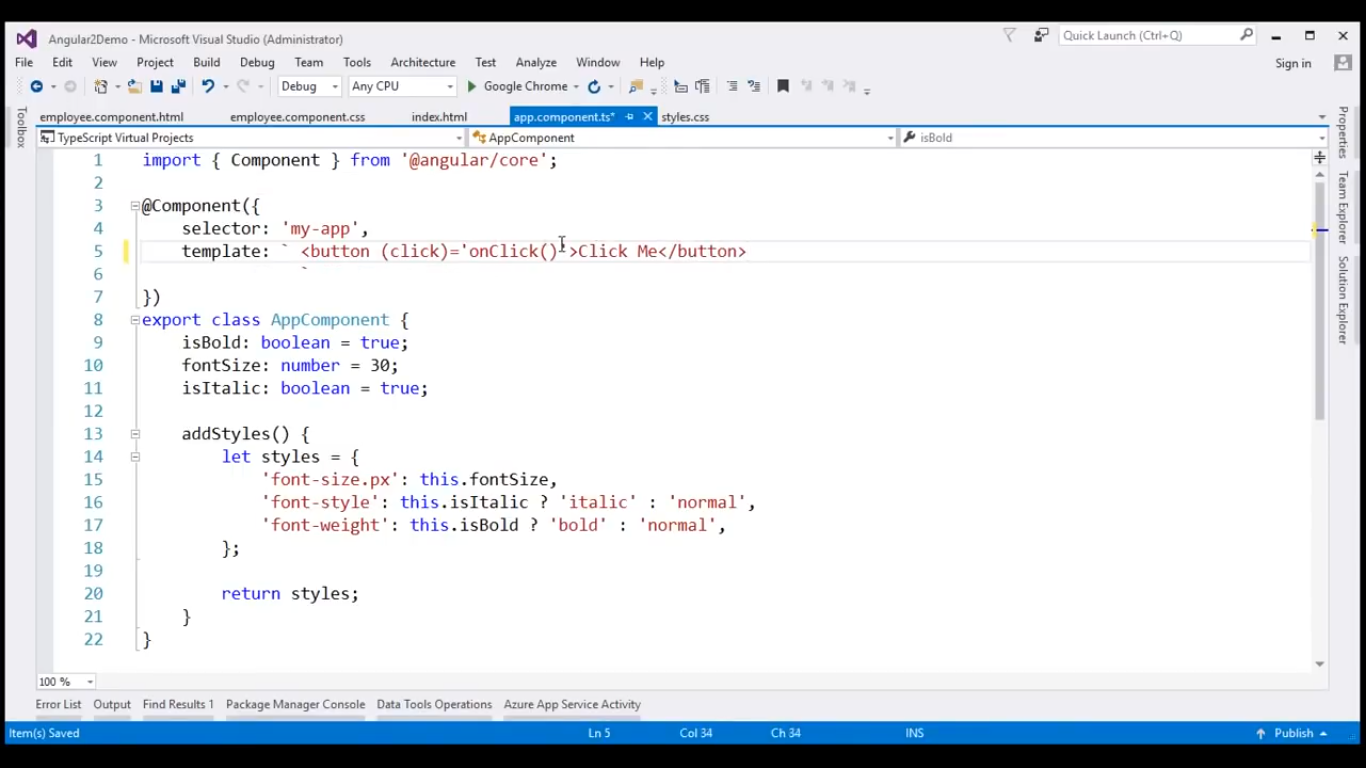 Angular2Demo - Microsoft Visual Studio (Administrator)
Quick Launch (Ctrl+Q)
File Edit View Project Build Debug Team Tools Architecture Test Analyze Window Help
Sign in
Debug Any CPU Google Chrome
employee.component.html employee.component.css index.html app.component.ts* styles.css
TypeScript Virtual Projects AppComponent isBold
Toolbox
Properties
Team Explorer
Solution Explorer
1 import { Component } from '@angular/core';
2
3 @Component({
4 selector: 'my-app',
5 template: ` <button (click)='onClick()'>Click Me</button>
6 `
7 })
8 export class AppComponent {
9 isBold: boolean = true;
10 fontSize: number = 30;
11 isItalic: boolean = true;
12
13 addStyles() {
14 let styles = {
15 'font-size.px': this.fontSize,
16 'font-style': this.isItalic ? 'italic' : 'normal',
17 'font-weight': this.isBold ? 'bold' : 'normal',
18 };
19
20 return styles;
21 }
22 }
100 %
Error List Output Find Results 1 Package Manager Console Data Tools Operations Azure App Service Activity
Item(s) Saved Ln 5 Col 34 Ch 34 INS Publish